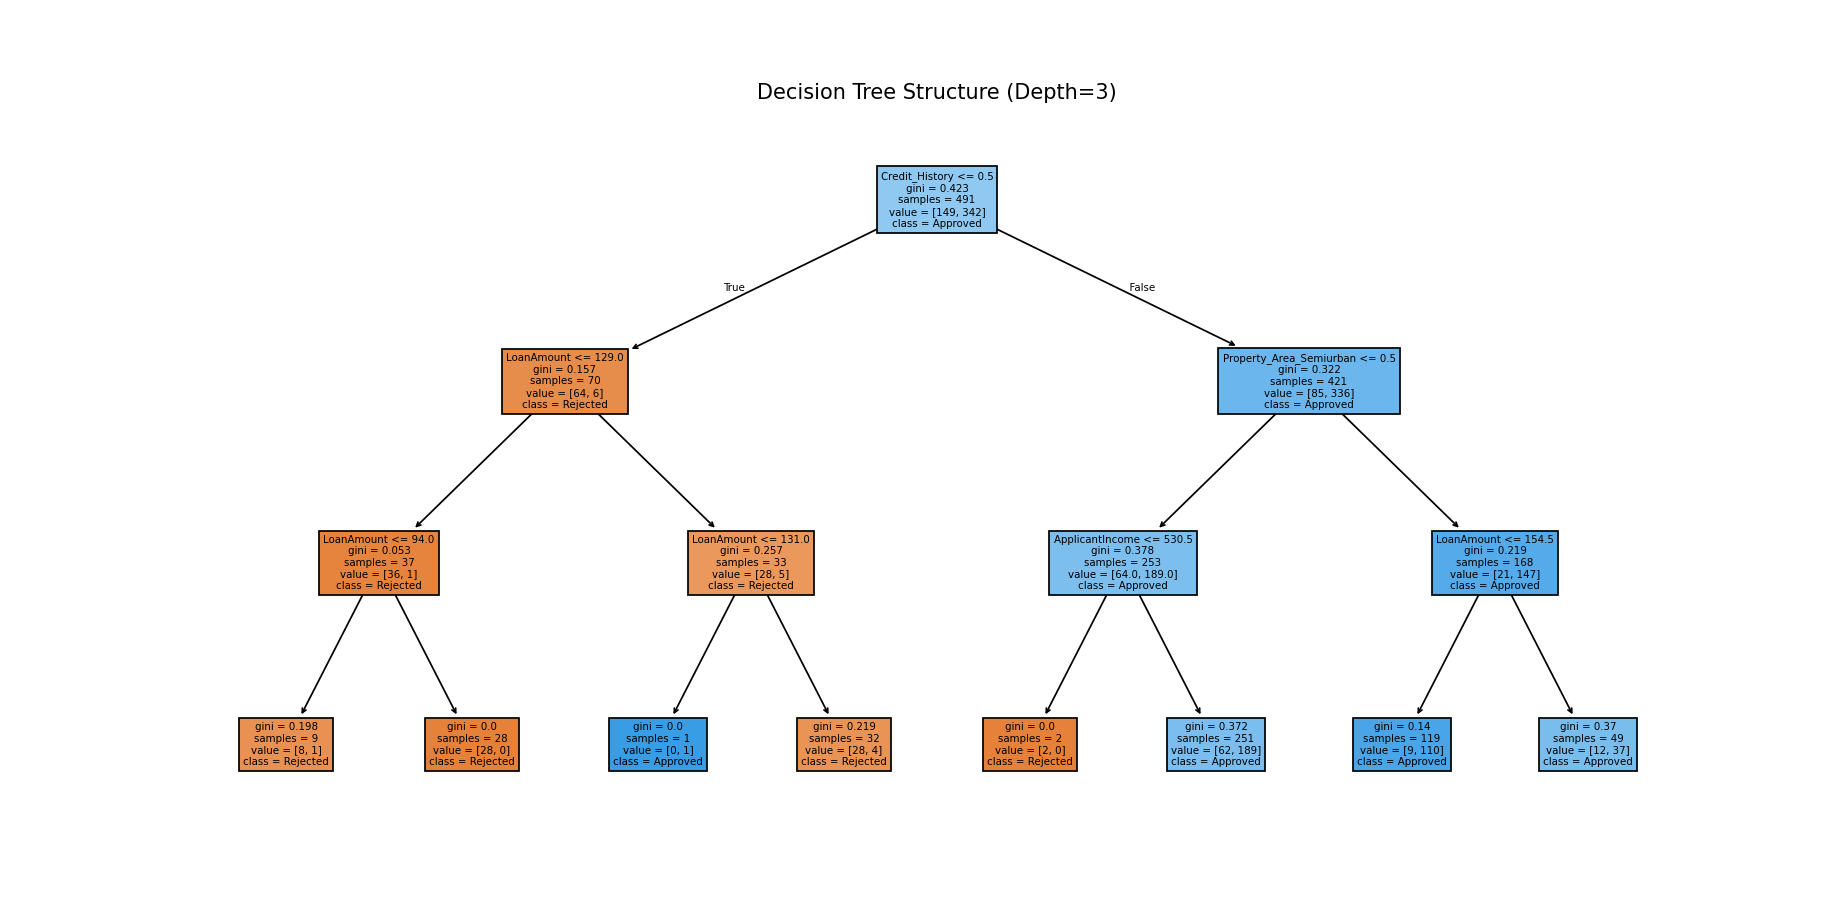 Decision Tree Structure (Depth=3)
Credit_History <= 0.5
gini = 0.423
samples = 491
value = [149, 342]
class = Approved
True
False
LoanAmount <= 129.0
gini = 0.157
samples = 70
value = [64, 6]
class = Rejected
Property_Area_Semiurban <= 0.5
gini = 0.322
samples = 421
value = [85, 336]
class = Approved
LoanAmount <= 94.0
gini = 0.053
samples = 37
value = [36, 1]
class = Rejected
LoanAmount <= 131.0
gini = 0.257
samples = 33
value = [28, 5]
class = Rejected
ApplicantIncome <= 530.5
gini = 0.378
samples = 253
value = [64.0, 189.0]
class = Approved
LoanAmount <= 154.5
gini = 0.219
samples = 168
value = [21, 147]
class = Approved
gini = 0.198
samples = 9
value = [8, 1]
class = Rejected
gini = 0.0
samples = 28
value = [28, 0]
class = Rejected
gini = 0.0
samples = 1
value = [0, 1]
class = Approved
gini = 0.219
samples = 32
value = [28, 4]
class = Rejected
gini = 0.0
samples = 2
value = [2, 0]
class = Rejected
gini = 0.372
samples = 251
value = [62, 189]
class = Approved
gini = 0.14
samples = 119
value = [9, 110]
class = Approved
gini = 0.37
samples = 49
value = [12, 37]
class = Approved